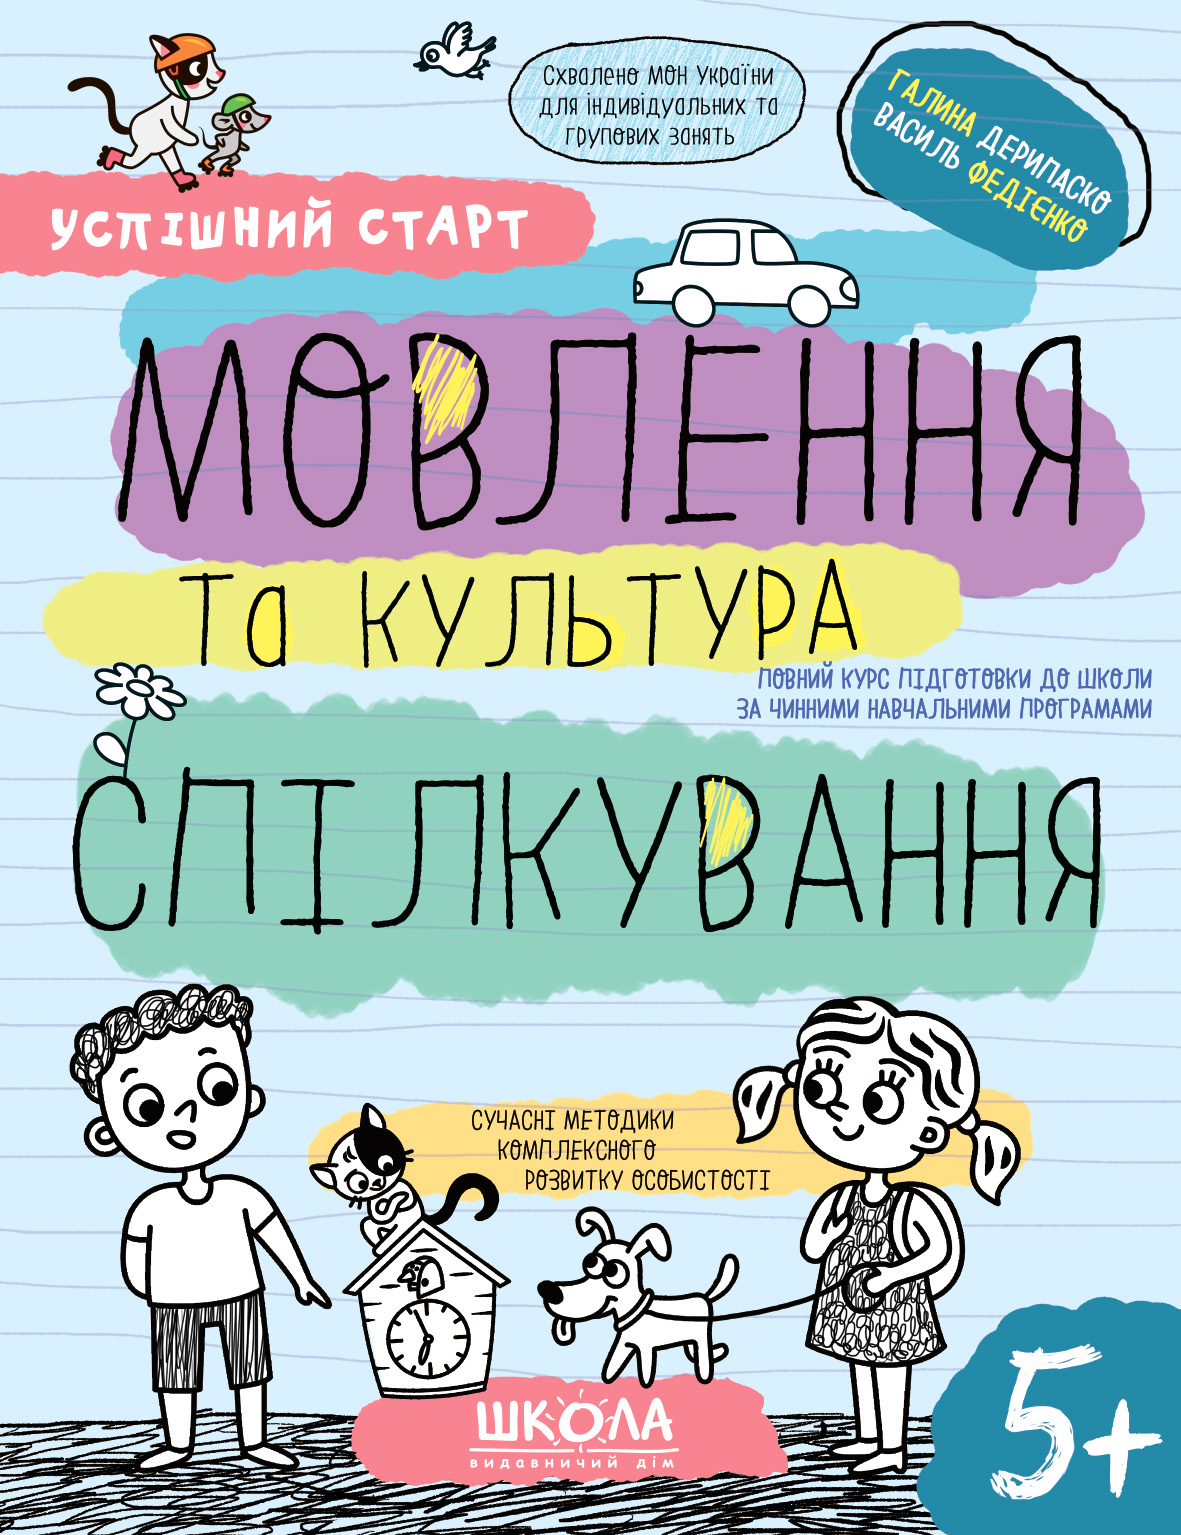 Схвалено МОН України
для індивідуальних та
групових занять
ГАЛИНА ДЕРИПАСКО
ВАСИЛЬ ФЕДІЄНКО
УСПІШНИЙ СТАРТ
МОВЛЕННЯ
та КУЛЬТУРА
ПОВНИЙ КУРС ПІДГОТОВКИ ДО ШКОЛИ
ЗА ЧИННИМИ НАВЧАЛЬНИМИ ПРОГРАМАМИ
СПІЛКУВАННЯ
СУЧАСНІ МЕТОДИКИ
КОМПЛЕКСНОГО
РОЗВИТКУ ОСОБИСТОСТІ
ШКОЛА
видавничий дім
5+